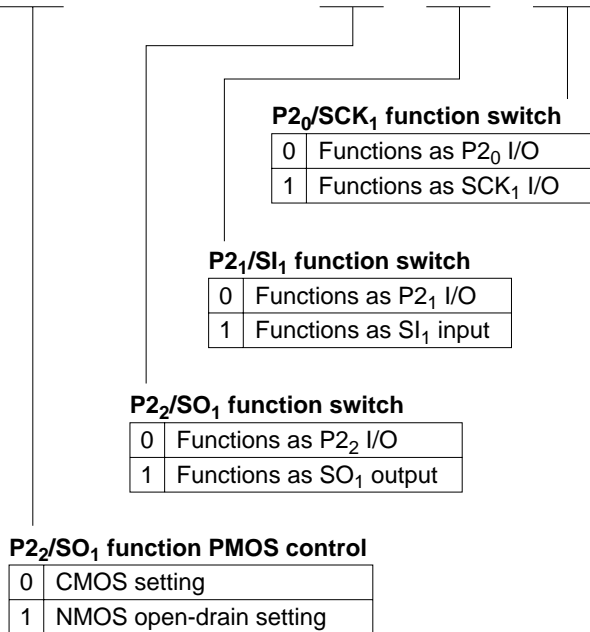 P2₀/SCK₁ function switch
0 Functions as P2₀ I/O
1 Functions as SCK₁ I/O
P2₁/SI₁ function switch
0 Functions as P2₁ I/O
1 Functions as SI₁ input
P2₂/SO₁ function switch
0 Functions as P2₂ I/O
1 Functions as SO₁ output
P2₂/SO₁ function PMOS control
0 CMOS setting
1 NMOS open-drain setting